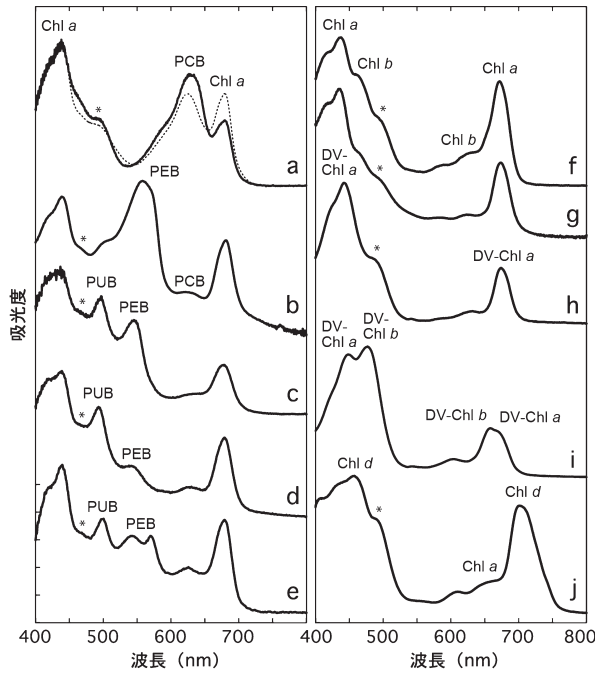 Chl a
PCB
Chl a
*
a
PEB
*
PCB
b
PUB
*
PEB
c
PUB
*
PEB
d
PUB
*
PEB
e
400 500 600 700
波長（nm）
吸光度
Chl a
Chl b
Chl a
*
Chl b
f
DV-
Chl a
*
g
*
DV-Chl a
h
DV-
Chl a
DV-
Chl b
DV-Chl b
DV-Chl a
i
Chl d
*
Chl d
Chl a
j
400 500 600 700 800
波長（nm）